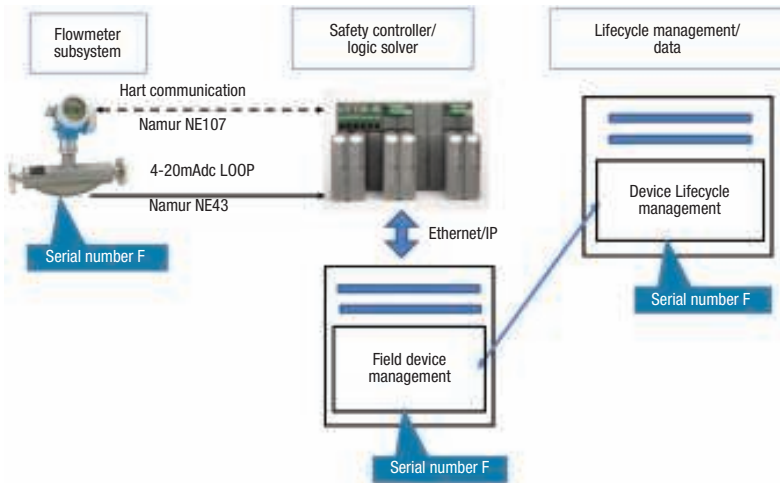 Flowmeter
subsystem
Safety controller/
logic solver
Lifecycle management/
data
Hart communication
Namur NE107
4-20mAdc LOOP
Namur NE43
Serial number F
Ethernet/IP
Device Lifecycle
management
Serial number F
Field device
management
Serial number F